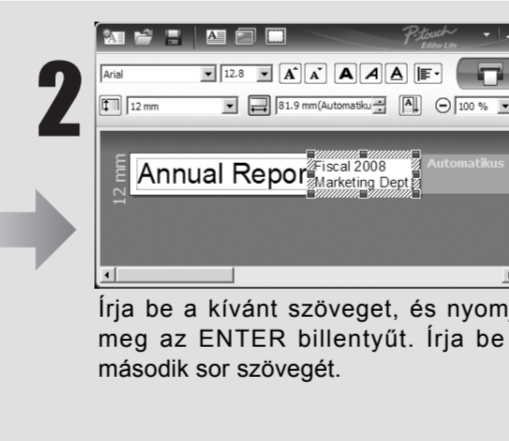 2
P-touch
Editor Lite
Arial
12.8
A A A A A
12 mm
81.9 mm(Automatiku
A
100 %
12 mm
Annual Repor
Fiscal 2008
Marketing Dept
Automatikus
Írja be a kívánt szöveget, és nyom
meg az ENTER billentyűt. Írja be
második sor szövegét.